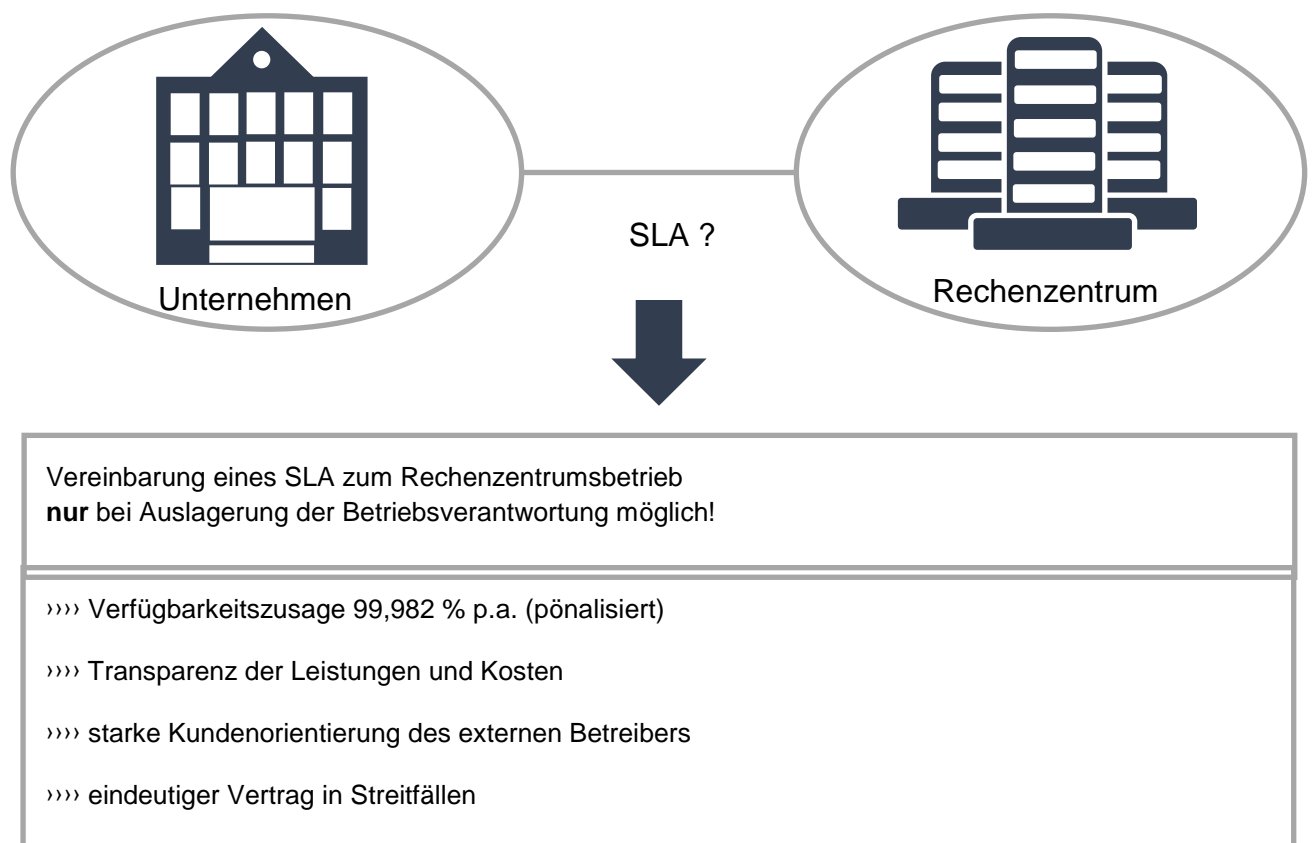 Unternehmen
SLA ?
Rechenzentrum
Vereinbarung eines SLA zum Rechenzentrumsbetrieb
nur bei Auslagerung der Betriebsverantwortung möglich!
›››› Verfügbarkeitszusage 99,982 % p.a. (pönalisiert)
›››› Transparenz der Leistungen und Kosten
›››› starke Kundenorientierung des externen Betreibers
›››› eindeutiger Vertrag in Streitfällen